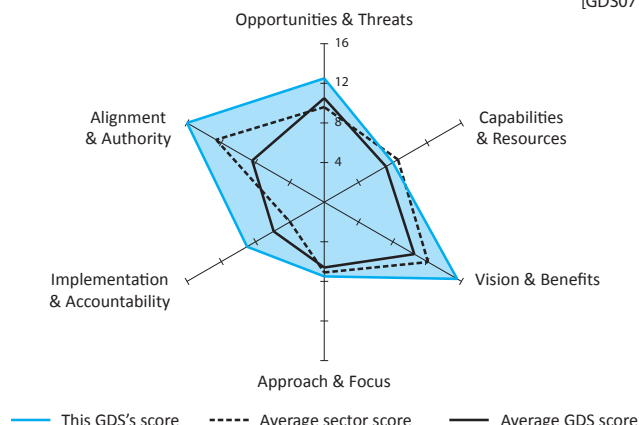 [GDS07
Opportunities & Threats
16
12
8
4
Alignment
& Authority
Capabilities
& Resources
Implementation
& Accountability
Vision & Benefits
Approach & Focus
This GDS's score
Average sector score
Average GDS score